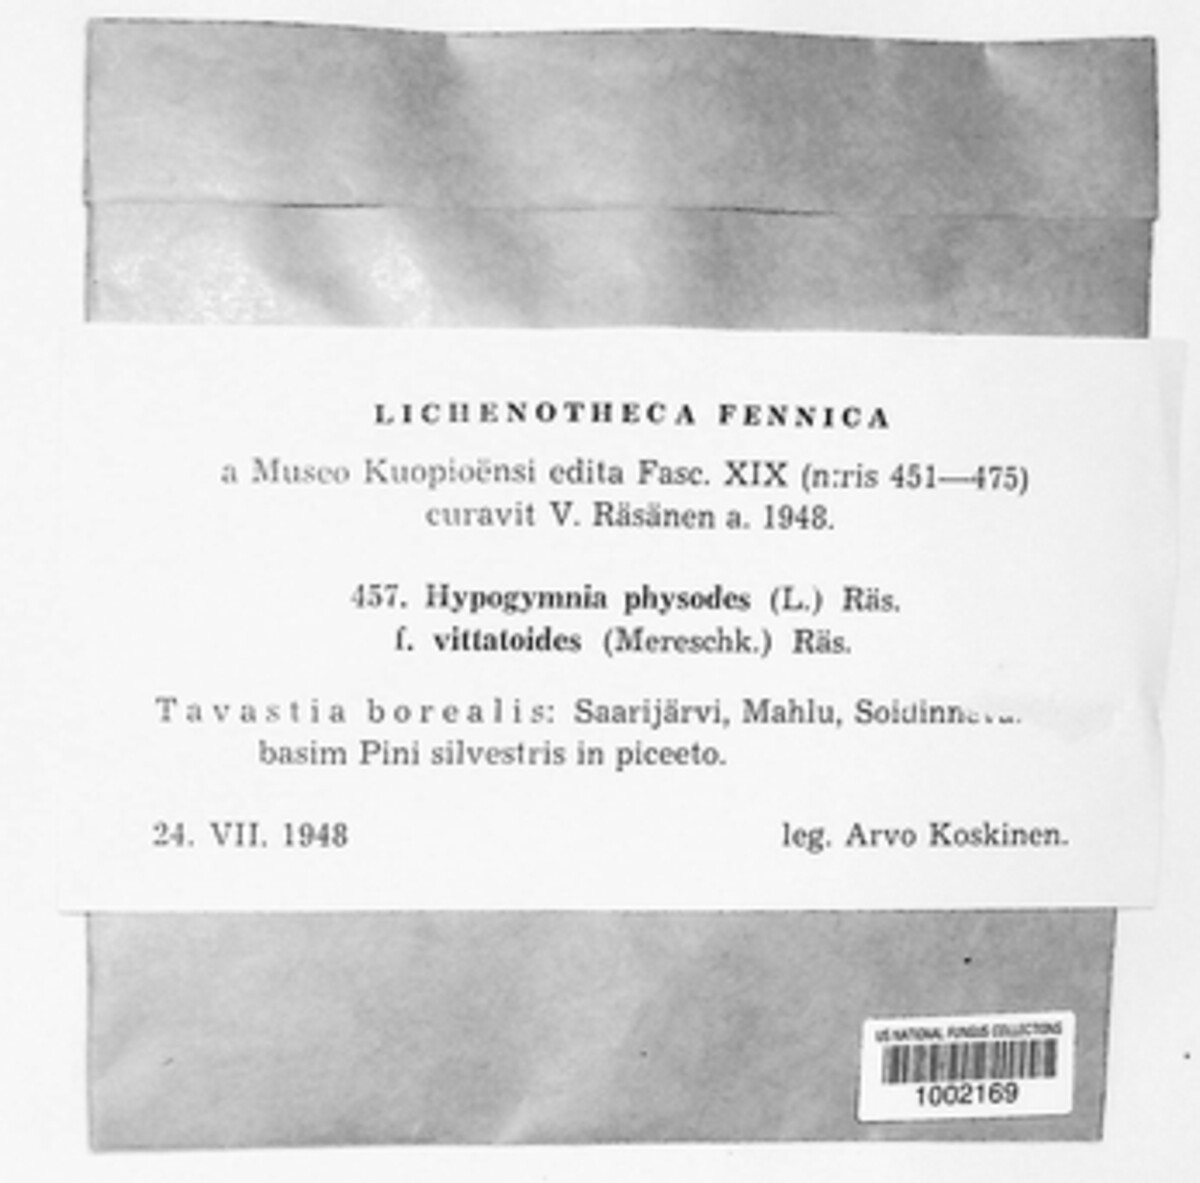 LICHENOTHECA FENNICA
a Museo Kuopioënsi edita Fasc. XIX (n:ris 451—475)
curavit V. Räsänen a. 1948.
457. Hypogymnia physodes (L.) Räs.
f. vittatoides (Mereschk.) Räs.
Tavastia borealis: Saarijärvi, Mahlu,
basim Pini silvestris in piceeto.
24. VII. 1948 leg. Arvo Koskinen.
US NATIONAL FUNGUS COLLECTIONS
1002169